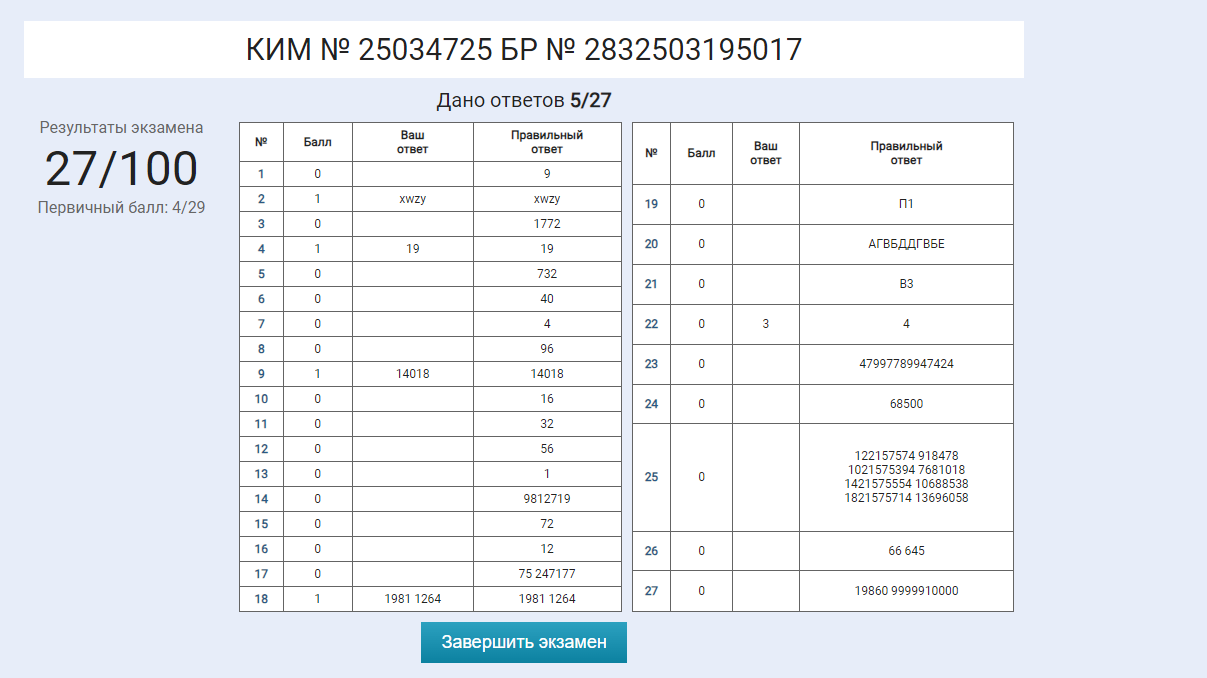 КИМ № 25034725 БР № 2832503195017
Дано ответов 5/27
Результаты экзамена
27/100
Первичный балл: 4/29
№ Балл Ваш ответ Правильный ответ
1 0 9
2 1 xwzy xwzy
3 0 1772
4 1 19 19
5 0 732
6 0 40
7 0 4
8 0 96
9 1 14018 14018
10 0 16
11 0 32
12 0 56
13 0 1
14 0 9812719
15 0 72
16 0 12
17 0 75 247177
18 1 1981 1264 1981 1264
№ Балл Ваш ответ Правильный ответ
19 0 П1
20 0 АГВБДДГВБЕ
21 0 В3
22 0 3 4
23 0 47997789947424
24 0 68500
25 0 122157574 918478
1021575394 7681018
1421575554 10688538
1821575714 13696058
26 0 66 645
27 0 19860 9999910000
Завершить экзамен